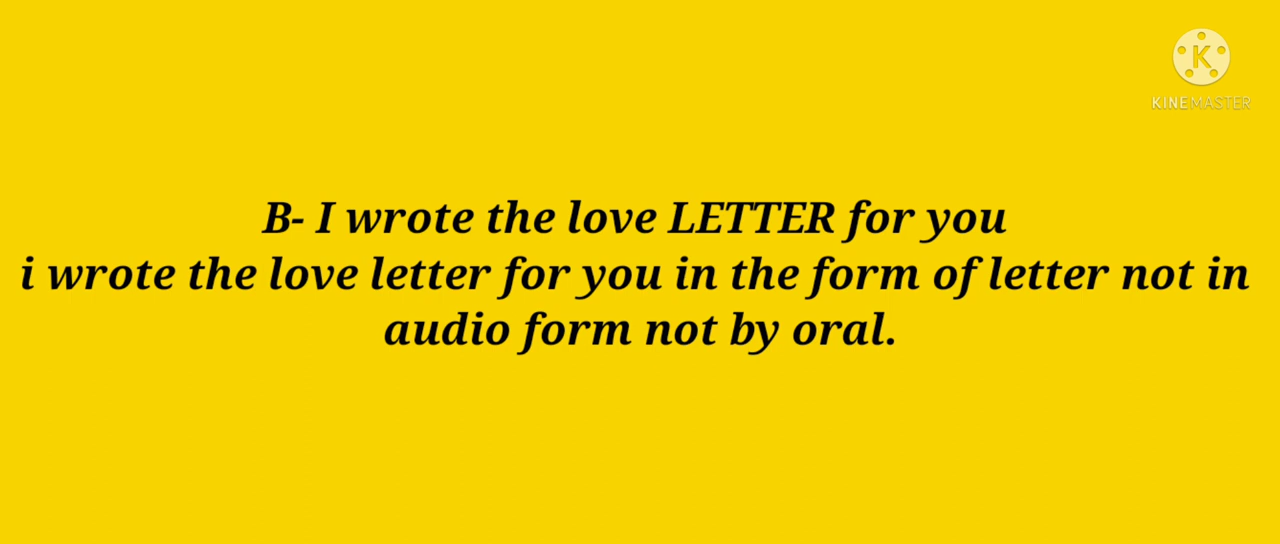 K
KINEMASTER
B- I wrote the love LETTER for you
i wrote the love letter for you in the form of letter not in
audio form not by oral.